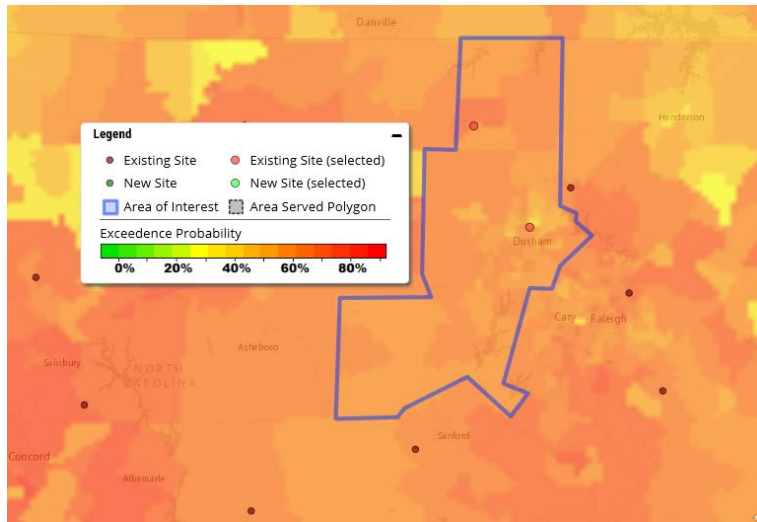 Danville
Henderson
Legend
Existing Site
Existing Site (selected)
New Site
New Site (selected)
Area of Interest
Area Served Polygon
Exceedence Probability
0% 20% 40% 60% 80%
Durham
Cary
Raleigh
Asheboro
Salisbury
NORTH
CAROLINA
Sanford
Concord
Albemarle